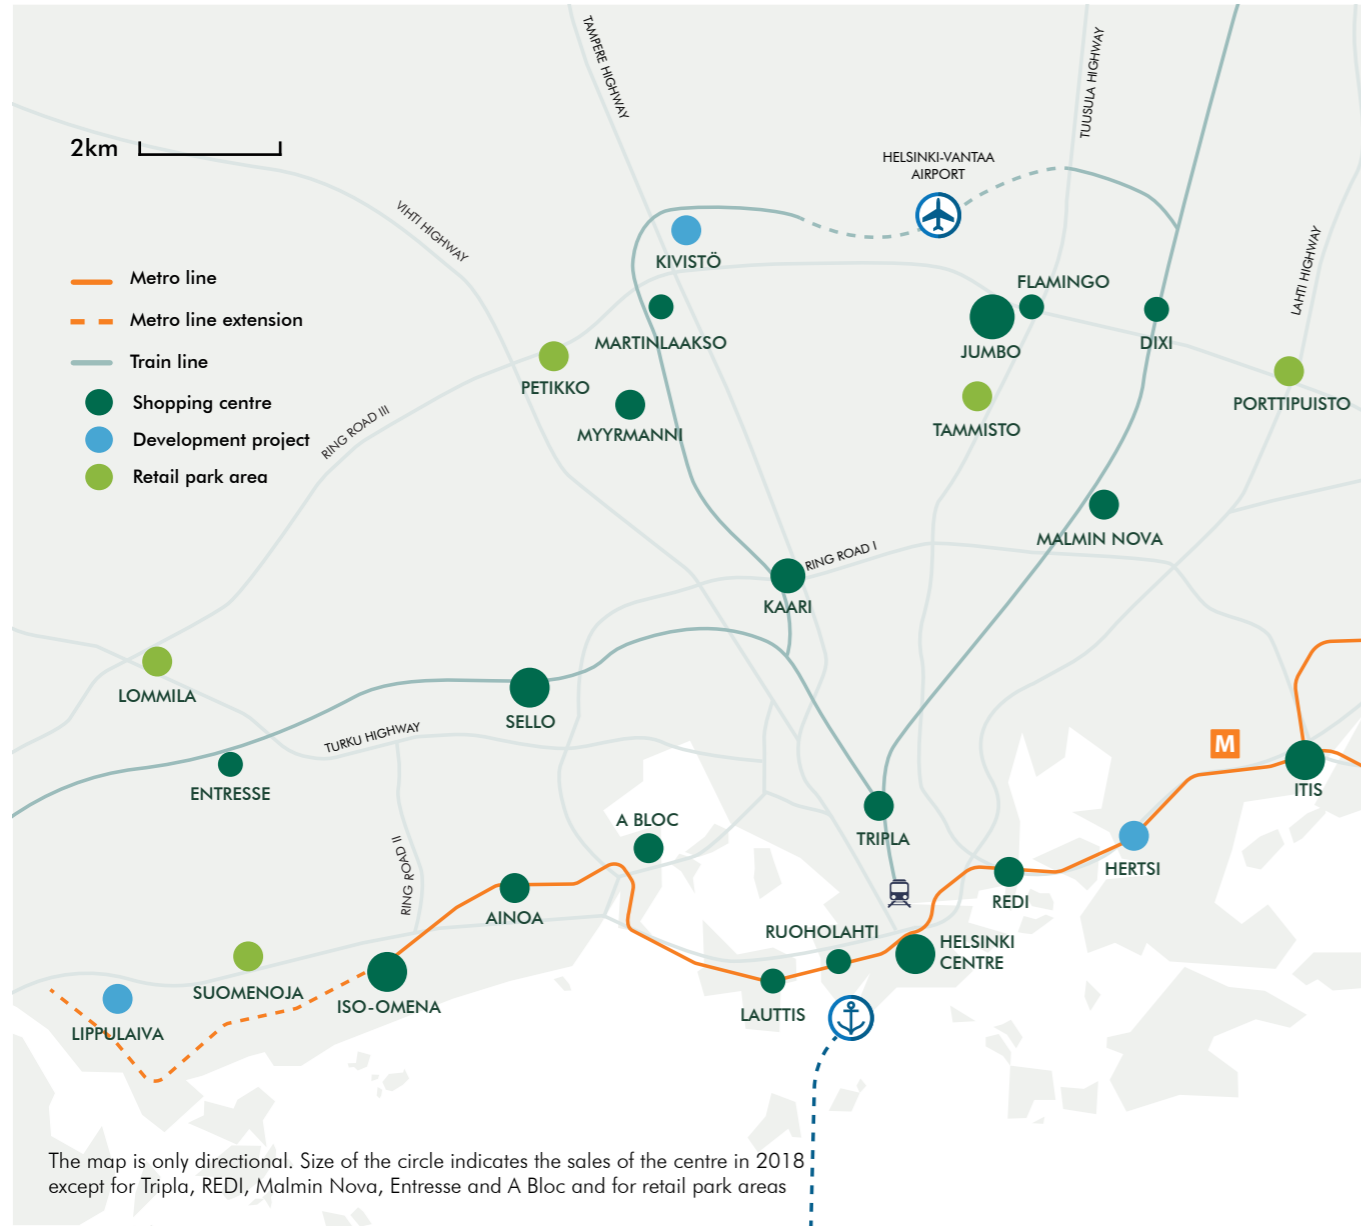 TAMPERE HIGHWAY
TUUSULA HIGHWAY
2km
HELSINKI-VANTAA
AIRPORT
VIHTI HIGHWAY
LAHTI HIGHWAY
KIVISTÖ
Metro line
FLAMINGO
Metro line extension
MARTINLAAKSO
JUMBO
DIXI
Train line
PETIKKO
Shopping centre
PORTTIPUISTO
MYYRMANNI
TAMMISTO
RING ROAD III
Development project
Retail park area
MALMIN NOVA
RING ROAD I
KAARI
LOMMILA
SELLO
TURKU HIGHWAY
M
ENTRESSE
ITIS
A BLOC
TRIPLA
RING ROAD II
HERTSI
AINOA
REDI
RUOHOLAHTI
HELSINKI
CENTRE
SUOMENOJA
ISO-OMENA
LAUTTIS
LIPPULAIVA
The map is only directional. Size of the circle indicates the sales of the centre in 2018
except for Tripla, REDI, Malmin Nova, Entresse and A Bloc and for retail park areas